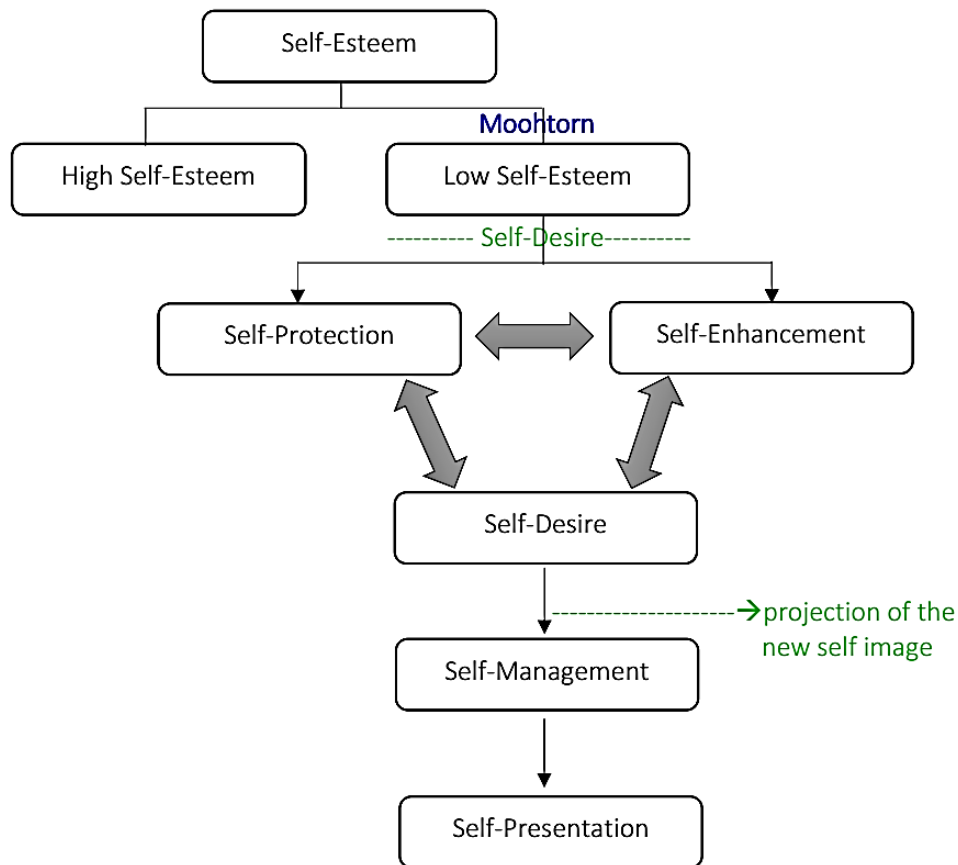 Self-Esteem
Moohtorn
High Self-Esteem
Low Self-Esteem
---------- Self-Desire----------
Self-Protection
Self-Enhancement
Self-Desire
--------------------→projection of the
new self image
Self-Management
Self-Presentation